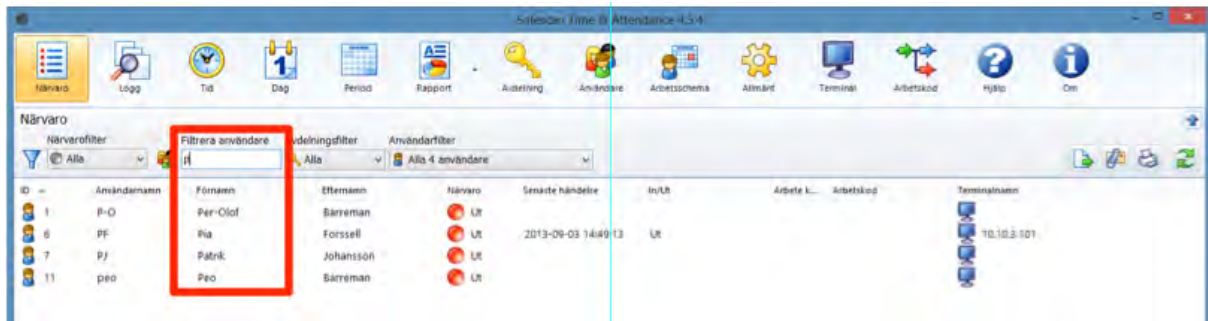 Salesdan Time & Attendance 4.5.4
Närvaro Logg Tid Dag Period Rapport Avdelning Användare Arbetsschema Allmänt Terminal Arbetskod Hjälp Om
Närvaro
Närvarofilter Filtrera användare vdelningsfilter Användarfilter
Alla p Alla Alla 4 användare
ID Användarnamn Förnamn Efternamn Närvaro Senaste händelse In/Ut Arbete k... Arbetskod Terminalnamn
1 P-O Per-Olof Barreman Ut
6 PF Pia Forssell Ut 2013-09-03 14:49:13 Ut 10.10.3.101
7 PJ Patrik Johansson Ut
11 peo Peo Barreman Ut